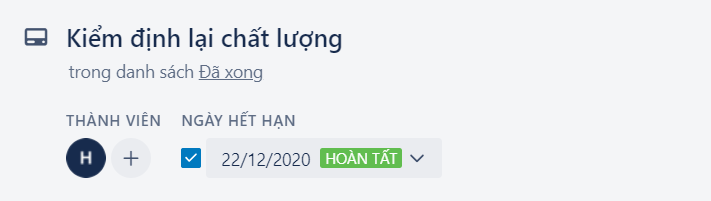 Kiểm định lại chất lượng
trong danh sách Đã xong
THÀNH VIÊN NGÀY HẾT HẠN
H + 22/12/2020 HOÀN TẤT